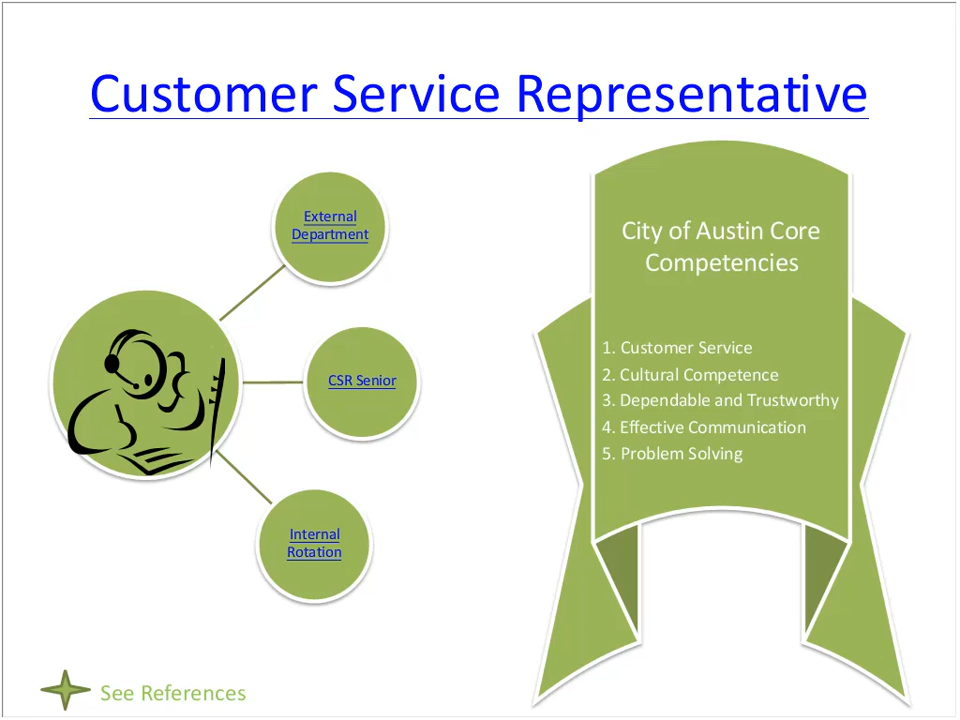 Customer Service Representative
External
Department
CSR Senior
Internal
Rotation
City of Austin Core
Competencies
1. Customer Service
2. Cultural Competence
3. Dependable and Trustworthy
4. Effective Communication
5. Problem Solving
See References